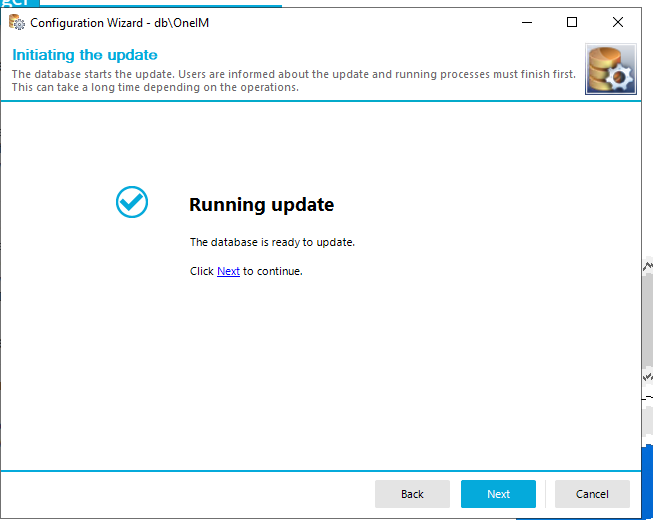 Configuration Wizard - db\OneIM
Initiating the update
The database starts the update. Users are informed about the update and running processes must finish first.
This can take a long time depending on the operations.
Running update
The database is ready to update.
Click Next to continue.
Back
Next
Cancel